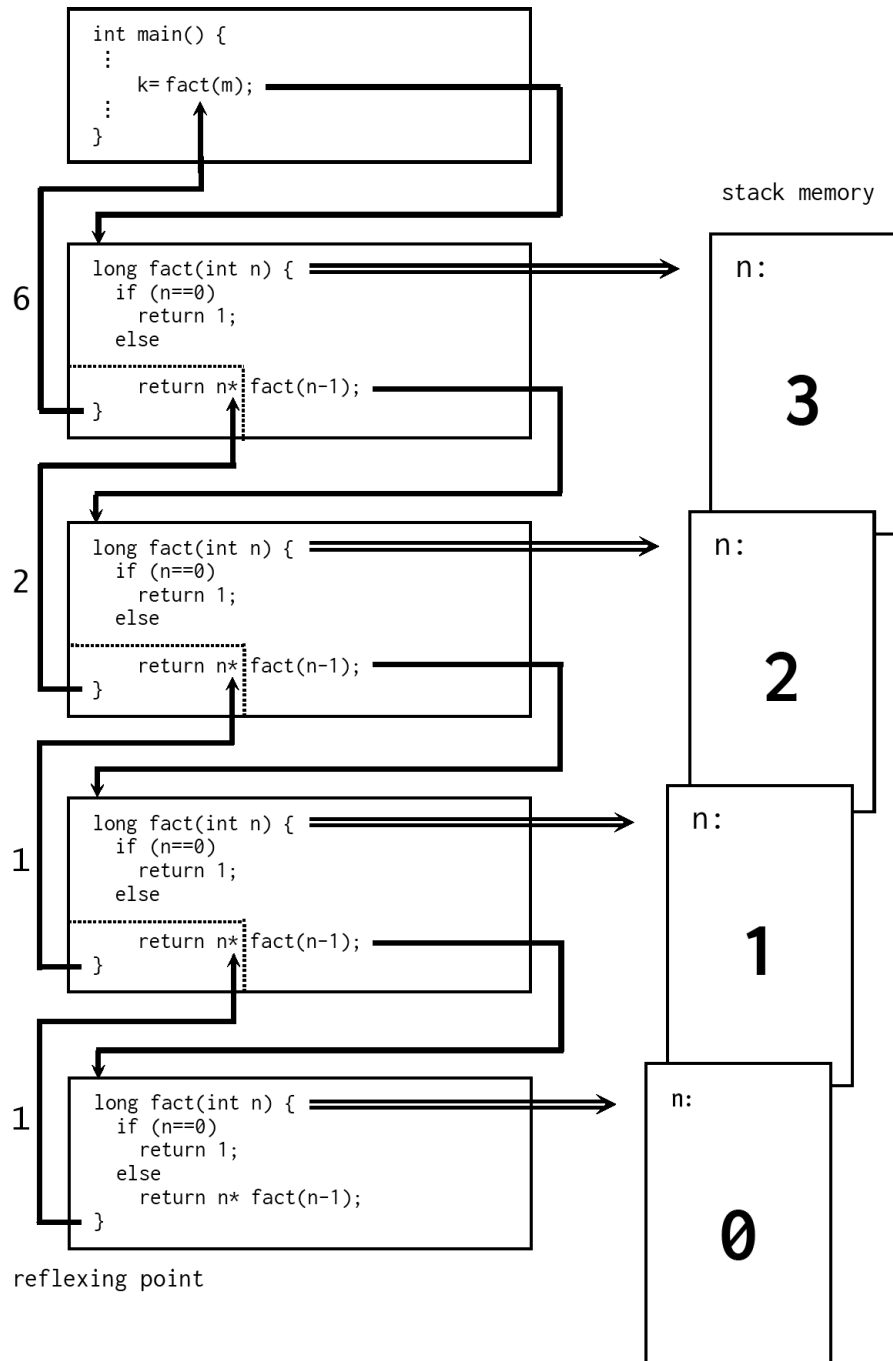 int main() {
⋮
k= fact(m);
⋮
}
stack memory
long fact(int n) {
if (n==0)
return 1;
else
return n* fact(n-1);
}
6
n:
3
long fact(int n) {
if (n==0)
return 1;
else
return n* fact(n-1);
}
2
n:
2
long fact(int n) {
if (n==0)
return 1;
else
return n* fact(n-1);
}
1
n:
1
long fact(int n) {
if (n==0)
return 1;
else
return n* fact(n-1);
}
1
n:
0
reflexing point